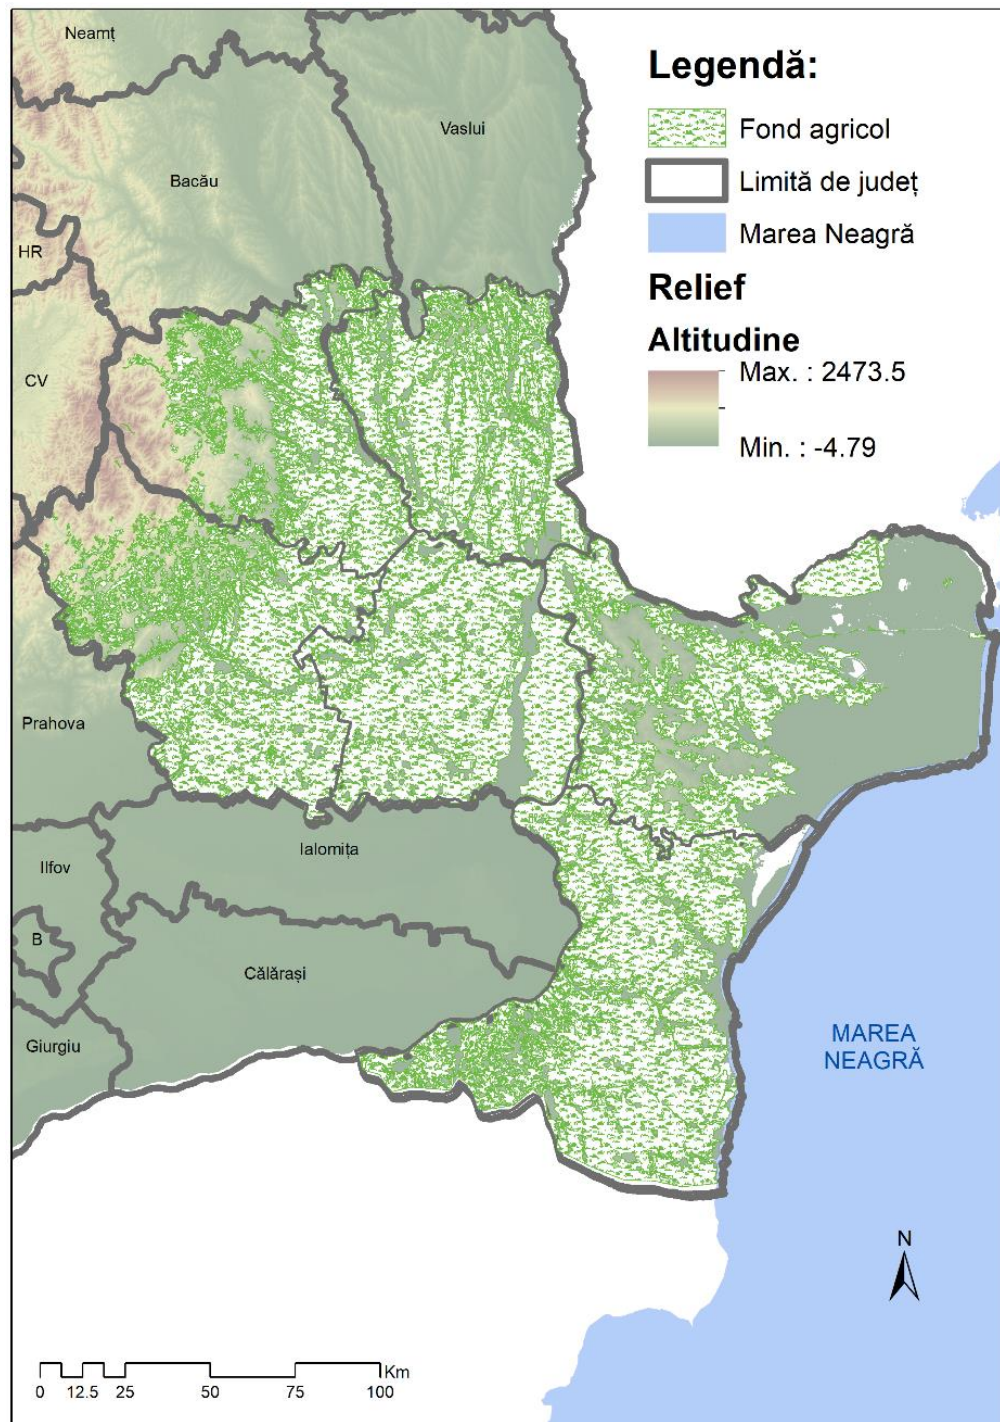 Neamț
Vaslui
Bacău
HR
CV
Prahova
Ilfov
B
Giurgiu
Ialomița
Călărași
Legendă:
Fond agricol
Limită de județ
Marea Neagră
Relief
Altitudine
Max. : 2473.5
Min. : -4.79
MAREA
NEAGRĂ
N
Km
0 12.5 25 50 75 100